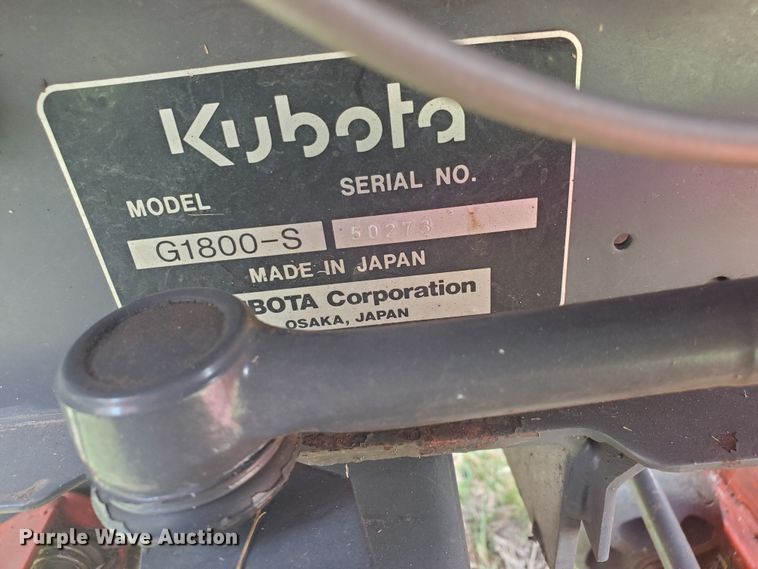 Kubota
MODEL
SERIAL NO.
G1800-S
50273
MADE IN JAPAN
BOTA Corporation
OSAKA, JAPAN
Purple Wave Auction